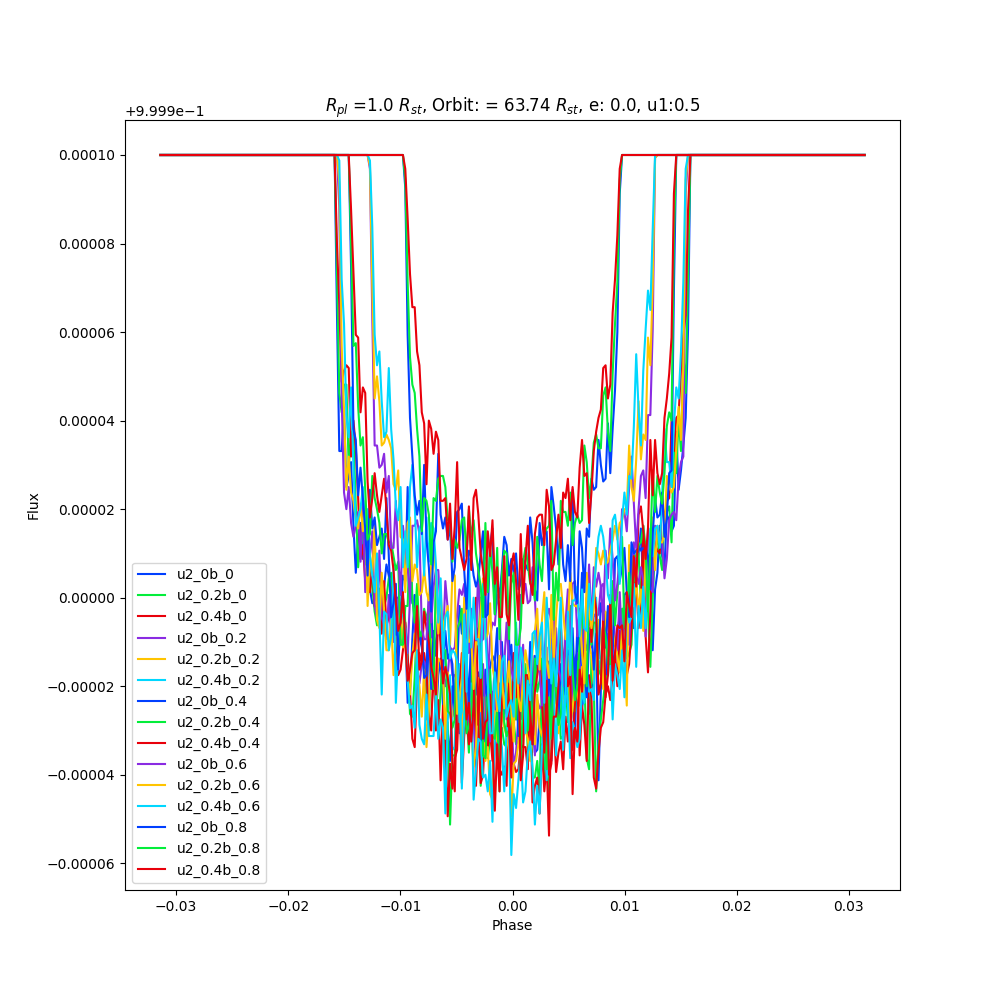 R_pl =1.0 R_st, Orbit: = 63.74 R_st, e: 0.0, u1:0.5
+9.999e−1
0.00010
0.00008
0.00006
0.00004
0.00002
0.00000
−0.00002
−0.00004
−0.00006
Flux
u2_0b_0
u2_0.2b_0
u2_0.4b_0
u2_0b_0.2
u2_0.2b_0.2
u2_0.4b_0.2
u2_0b_0.4
u2_0.2b_0.4
u2_0.4b_0.4
u2_0b_0.6
u2_0.2b_0.6
u2_0.4b_0.6
u2_0b_0.8
u2_0.2b_0.8
u2_0.4b_0.8
−0.03 −0.02 −0.01 0.00 0.01 0.02 0.03
Phase